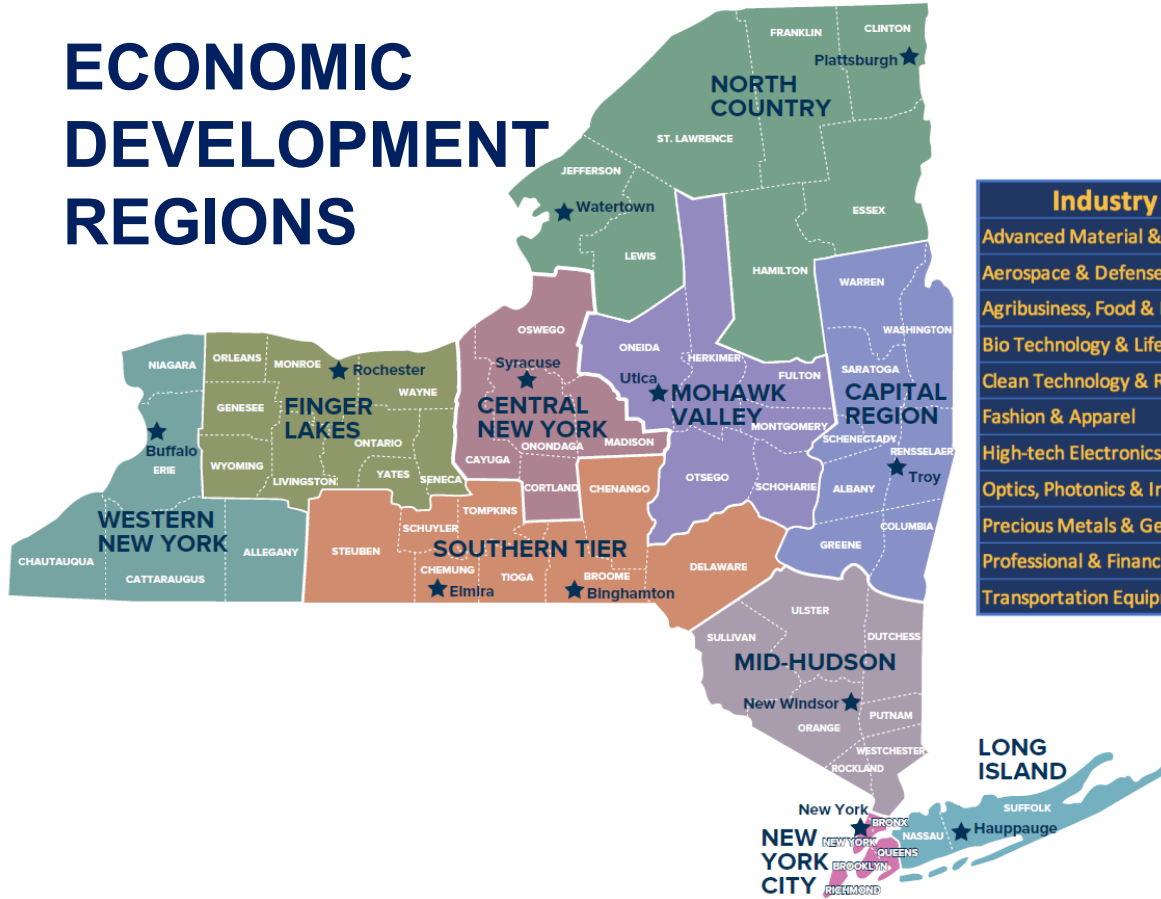 ECONOMIC
DEVELOPMENT
REGIONS
FRANKLIN
CLINTON
Plattsburgh
NORTH
COUNTRY
ST. LAWRENCE
JEFFERSON
Watertown
ESSEX
LEWIS
HAMILTON
WARREN
WASHINGTON
OSWEGO
ONEIDA
HERKIMER
FULTON
SARATOGA
Syracuse
Utica
MOHAWK
VALLEY
CAPITAL
REGION
CENTRAL
NEW YORK
MONTGOMERY
SCHENECTADY
RENSSELAER
Troy
ONONDAGA
MADISON
CAYUGA
CORTLAND
OTSEGO
SCHOHARIE
ALBANY
COLUMBIA
GREENE
NIAGARA
ORLEANS
MONROE
Rochester
WAYNE
GENESEE
FINGER
LAKES
ONTARIO
Buffalo
ERIE
WYOMING
LIVINGSTON
YATES
SENECA
WESTERN
NEW YORK
CHAUTAUQUA
CATTARAUGUS
ALLEGANY
STEUBEN
SCHUYLER
TOMPKINS
CHENANGO
SOUTHERN TIER
CHEMUNG
TIOGA
BROOME
DELAWARE
Elmira
Binghamton
ULSTER
SULLIVAN
DUTCHESS
MID-HUDSON
New Windsor
ORANGE
PUTNAM
WESTCHESTER
ROCKLAND
LONG
ISLAND
SUFFOLK
NASSAU
Hauppauge
New York
BRONX
NEW YORK
QUEENS
BROOKLYN
RICHMOND
NEW
YORK
CITY
Industry
Advanced Material &
Aerospace & Defense
Agribusiness, Food &
Bio Technology & Life
Clean Technology & R
Fashion & Apparel
High-tech Electronics
Optics, Photonics & I
Precious Metals & Ge
Professional & Financ
Transportation Equip